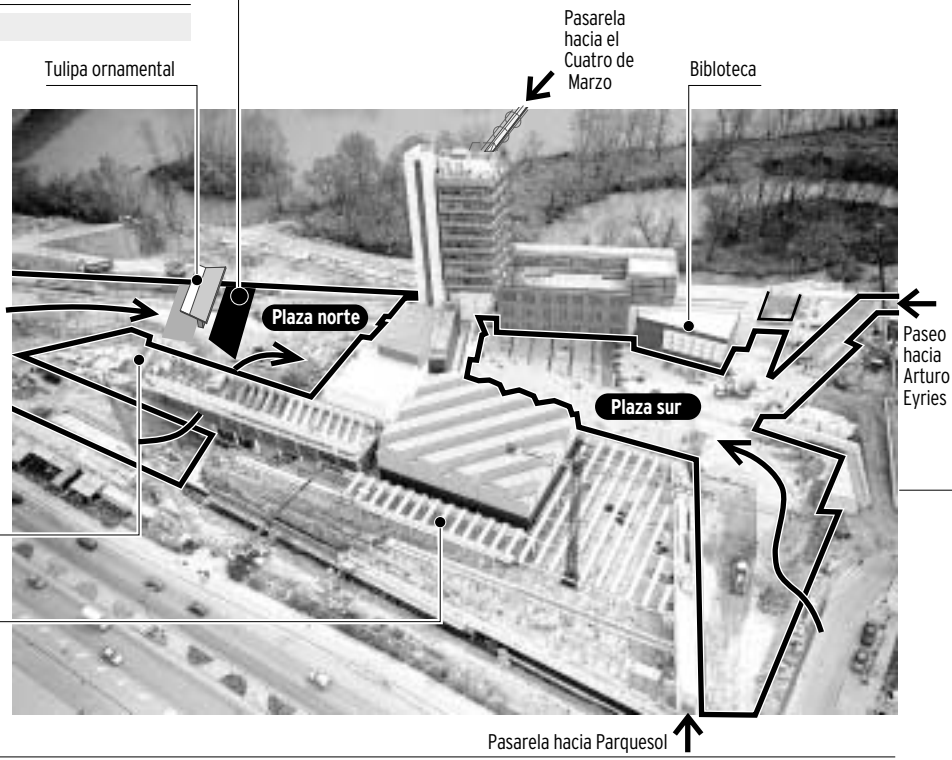 Pasarela
hacia el
Cuatro de
Marzo
Tulipa ornamental
Bibloteca
Plaza norte
Plaza sur
Paseo
hacia
Arturo
Eyries
Pasarela hacia Parquesol